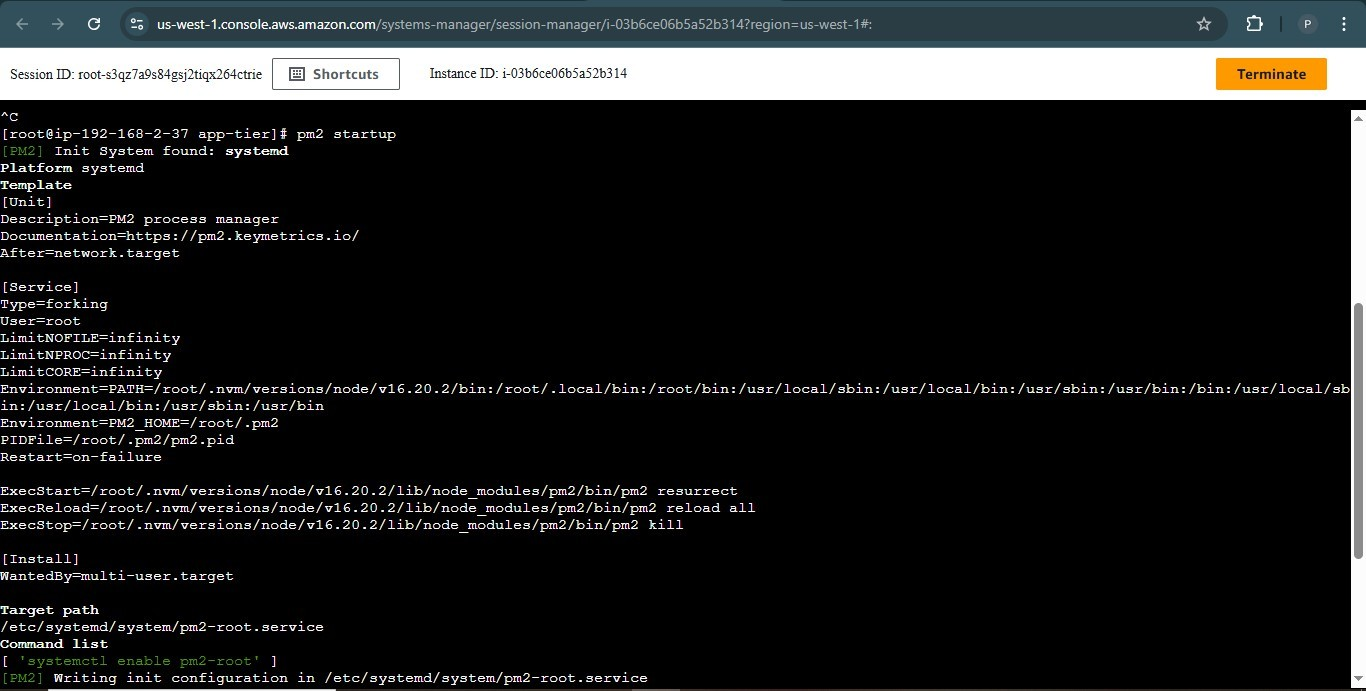 us-west-1.console.aws.amazon.com/systems-manager/session-manager/i-03b6ce06b5a52b314?region=us-west-1#:
P
Session ID: root-s3qz7a9s84gsj2tiqx264ctrie
Shortcuts
Instance ID: i-03b6ce06b5a52b314
Terminate
^C
[root@ip-192-168-2-37 app-tier]# pm2 startup
[PM2] Init System found: systemd
Platform systemd
Template
[Unit]
Description=PM2 process manager
Documentation=https://pm2.keymetrics.io/
After=network.target
[Service]
Type=forking
User=root
LimitNOFILE=infinity
LimitNPROC=infinity
LimitCORE=infinity
Environment=PATH=/root/.nvm/versions/node/v16.20.2/bin:/root/.local/bin:/root/bin:/usr/local/sbin:/usr/local/bin:/usr/sbin:/usr/bin:/bin:/usr/local/sb
in:/usr/local/bin:/usr/sbin:/usr/bin
Environment=PM2_HOME=/root/.pm2
PIDFile=/root/.pm2/pm2.pid
Restart=on-failure
ExecStart=/root/.nvm/versions/node/v16.20.2/lib/node_modules/pm2/bin/pm2 resurrect
ExecReload=/root/.nvm/versions/node/v16.20.2/lib/node_modules/pm2/bin/pm2 reload all
ExecStop=/root/.nvm/versions/node/v16.20.2/lib/node_modules/pm2/bin/pm2 kill
[Install]
WantedBy=multi-user.target
Target path
/etc/systemd/system/pm2-root.service
Command list
[ 'systemctl enable pm2-root' ]
[PM2] Writing init configuration in /etc/systemd/system/pm2-root.service